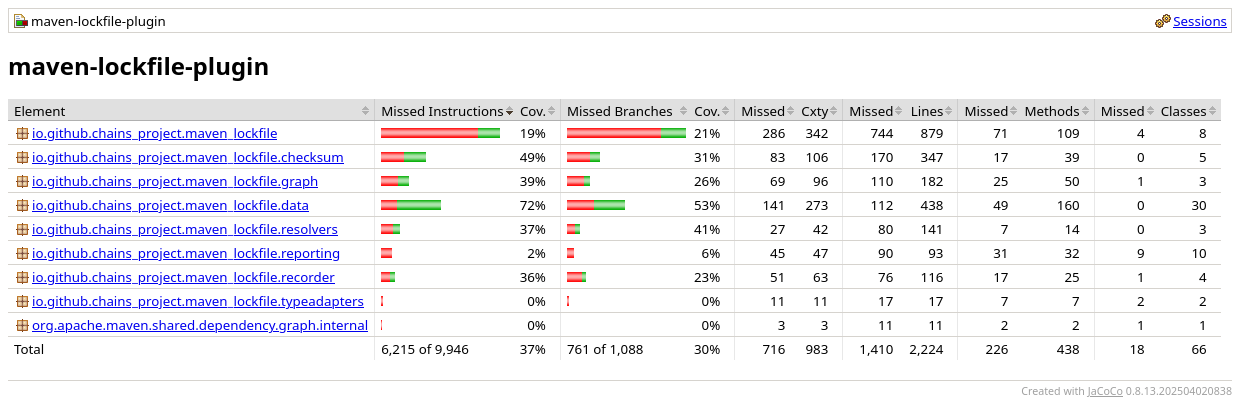 maven-lockfile-plugin Sessions
maven-lockfile-plugin
Element Missed Instructions Cov. Missed Branches Cov. Missed Cxty Missed Lines Missed Methods Missed Classes
io.github.chains_project.maven_lockfile 19% 21% 286 342 744 879 71 109 4 8
io.github.chains_project.maven_lockfile.checksum 49% 31% 83 106 170 347 17 39 0 5
io.github.chains_project.maven_lockfile.graph 39% 26% 69 96 110 182 25 50 1 3
io.github.chains_project.maven_lockfile.data 72% 53% 141 273 112 438 49 160 0 30
io.github.chains_project.maven_lockfile.resolvers 37% 41% 27 42 80 141 7 14 0 3
io.github.chains_project.maven_lockfile.reporting 2% 6% 45 47 90 93 31 32 9 10
io.github.chains_project.maven_lockfile.recorder 36% 23% 51 63 76 116 17 25 1 4
io.github.chains_project.maven_lockfile.typeadapters 0% 0% 11 11 17 17 7 7 2 2
org.apache.maven.shared.dependency.graph.internal 0% 0% 3 3 11 11 2 2 1 1
Total 6,215 of 9,946 37% 761 of 1,088 30% 716 983 1,410 2,224 226 438 18 66
Created with JaCoCo 0.8.13.202504020838